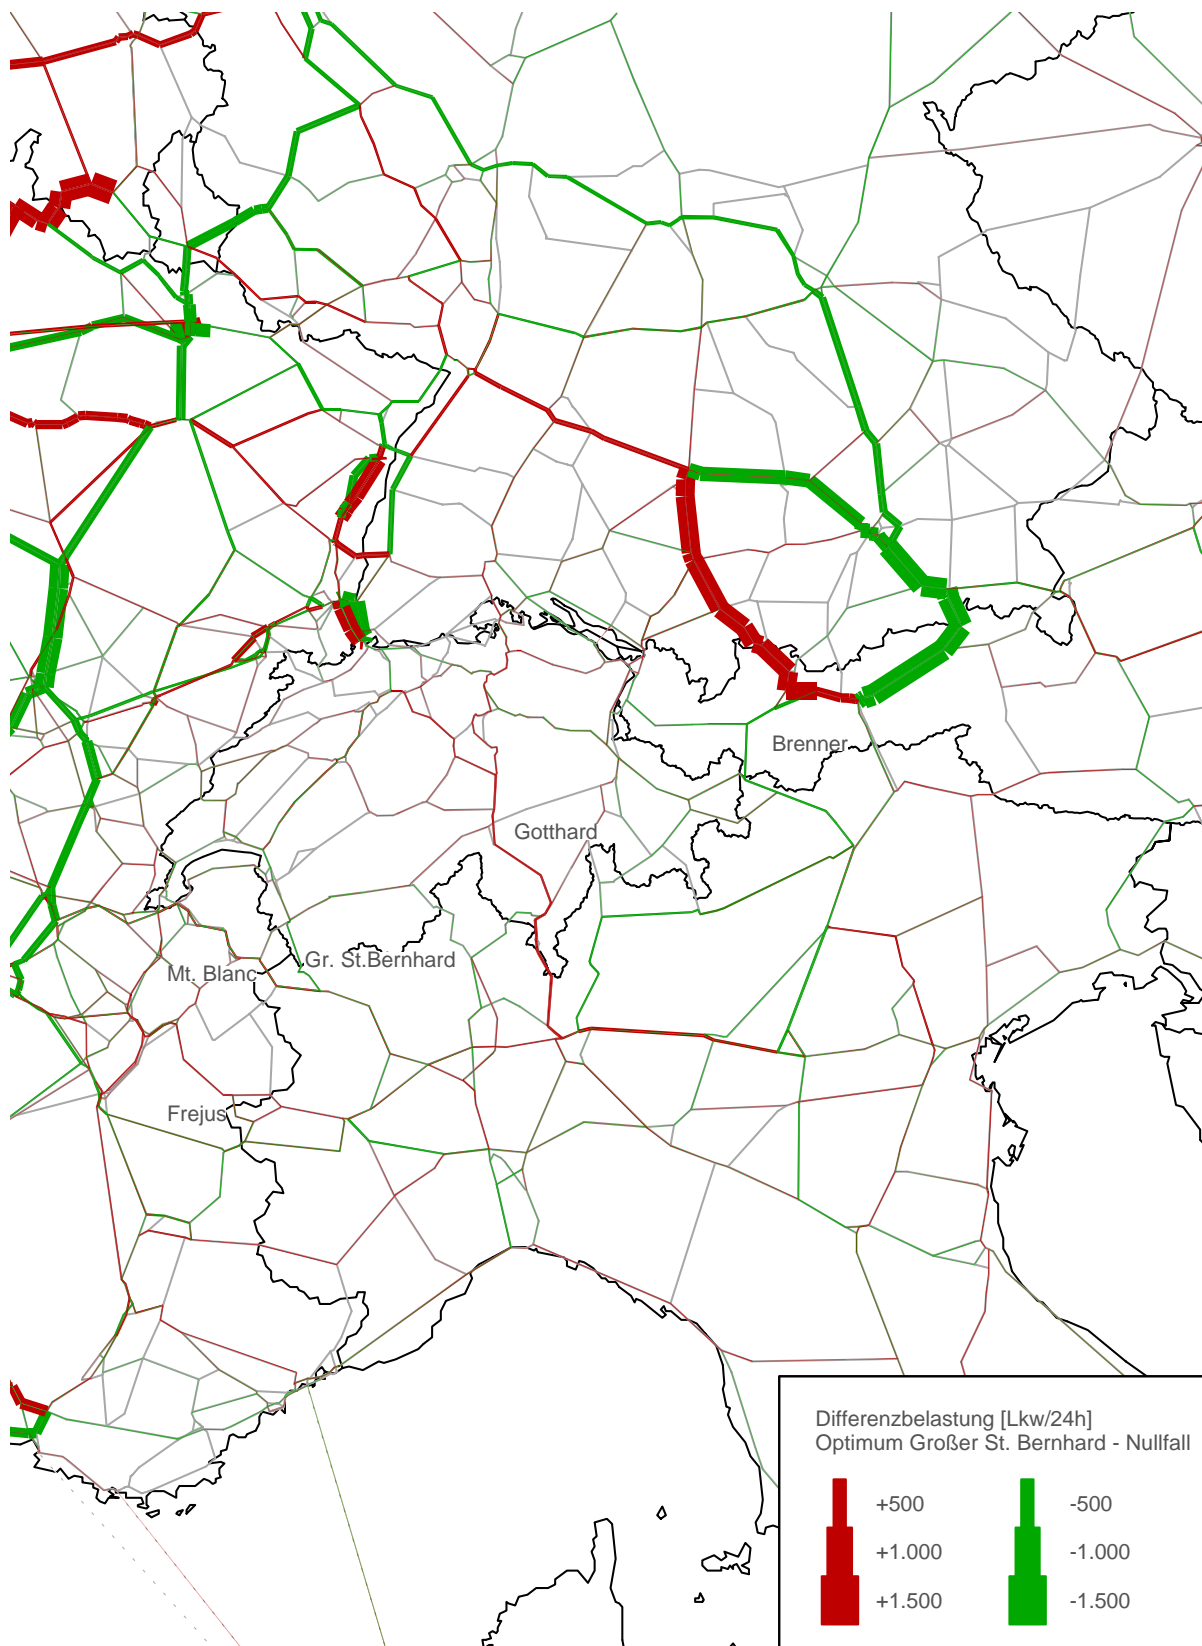 Brenner
Gotthard
Gr. St.Bernhard
Mt. Blanc
Frejus
Differenzbelastung [Lkw/24h]
Optimum Großer St. Bernhard - Nullfall
+500 -500
+1.000 -1.000
+1.500 -1.500